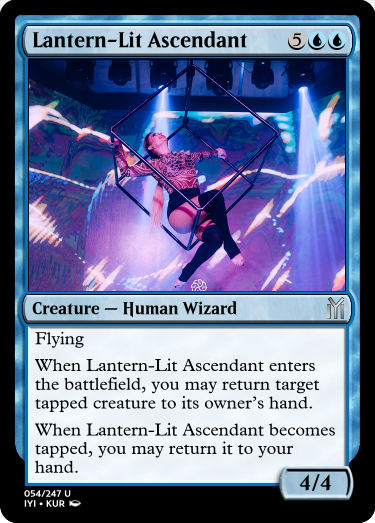 Lantern-Lit Ascendant 5
Creature — Human Wizard
Flying
When Lantern-Lit Ascendant enters
the battlefield, you may return target
tapped creature to its owner's hand.
When Lantern-Lit Ascendant becomes
tapped, you may return it to your
hand.
4/4
054/247 U
IYI • KUR